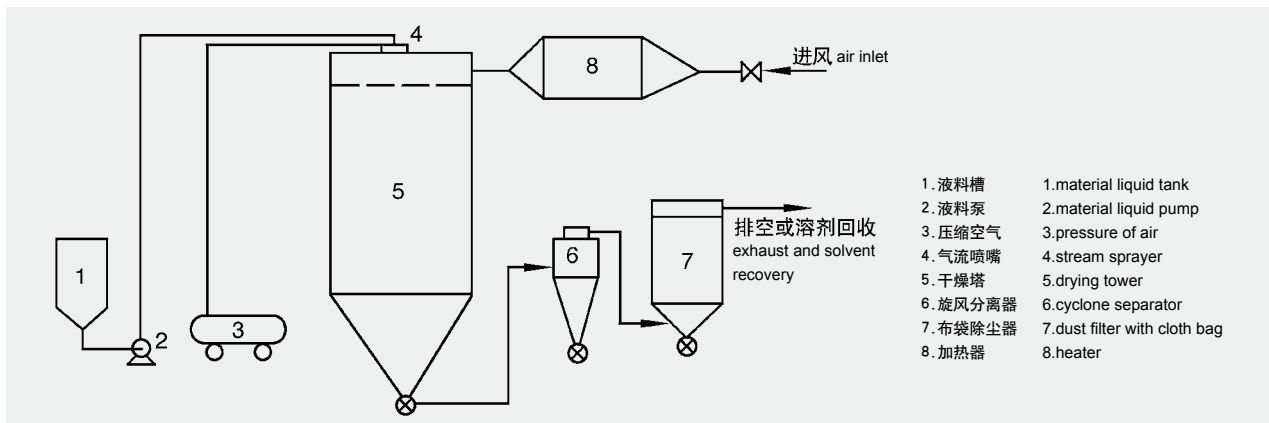 4
8
进风 air inlet
5
1
2
3
6
7
排空或溶剂回收
exhaust and solvent
recovery
1.液料槽 1.material liquid tank
2.液料泵 2.material liquid pump
3.压缩空气 3.pressure of air
4.气流喷嘴 4.stream sprayer
5.干燥塔 5.drying tower
6.旋风分离器 6.cyclone separator
7.布袋除尘器 7.dust filter with cloth bag
8.加热器 8.heater